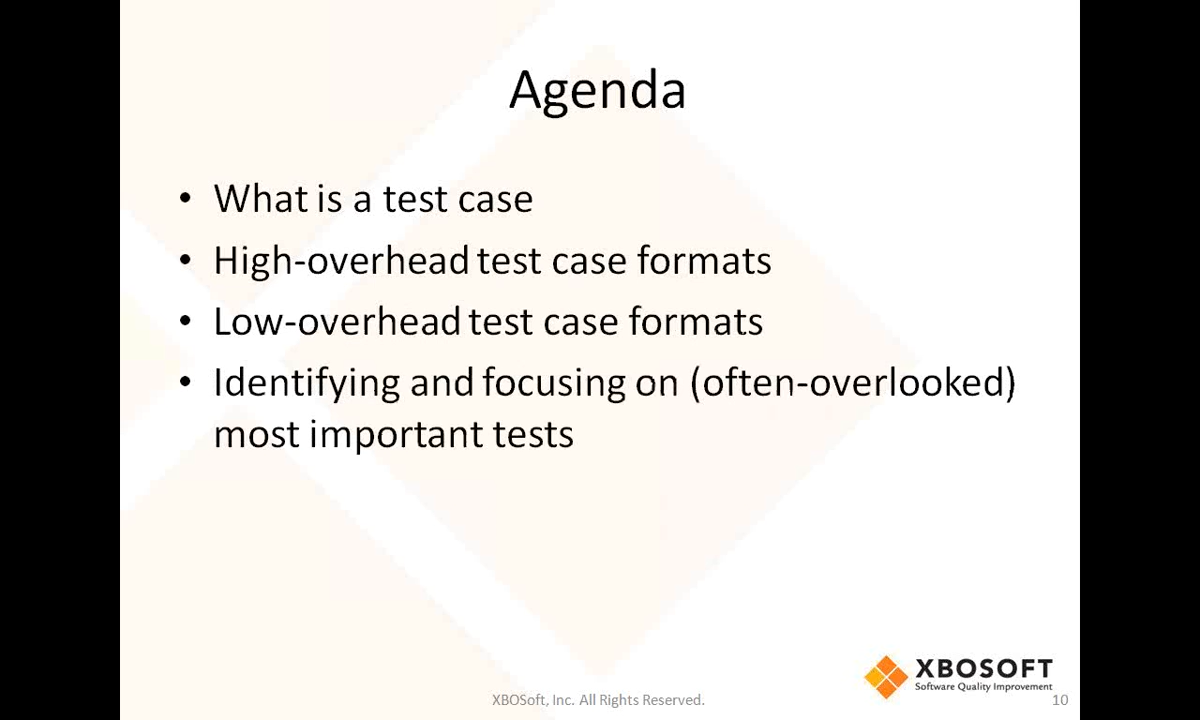 Agenda
• What is a test case
• High-overhead test case formats
• Low-overhead test case formats
• Identifying and focusing on (often-overlooked)
most important tests
XBOSOFT
Software Quality Improvement
XBOSoft, Inc. All Rights Reserved.
10